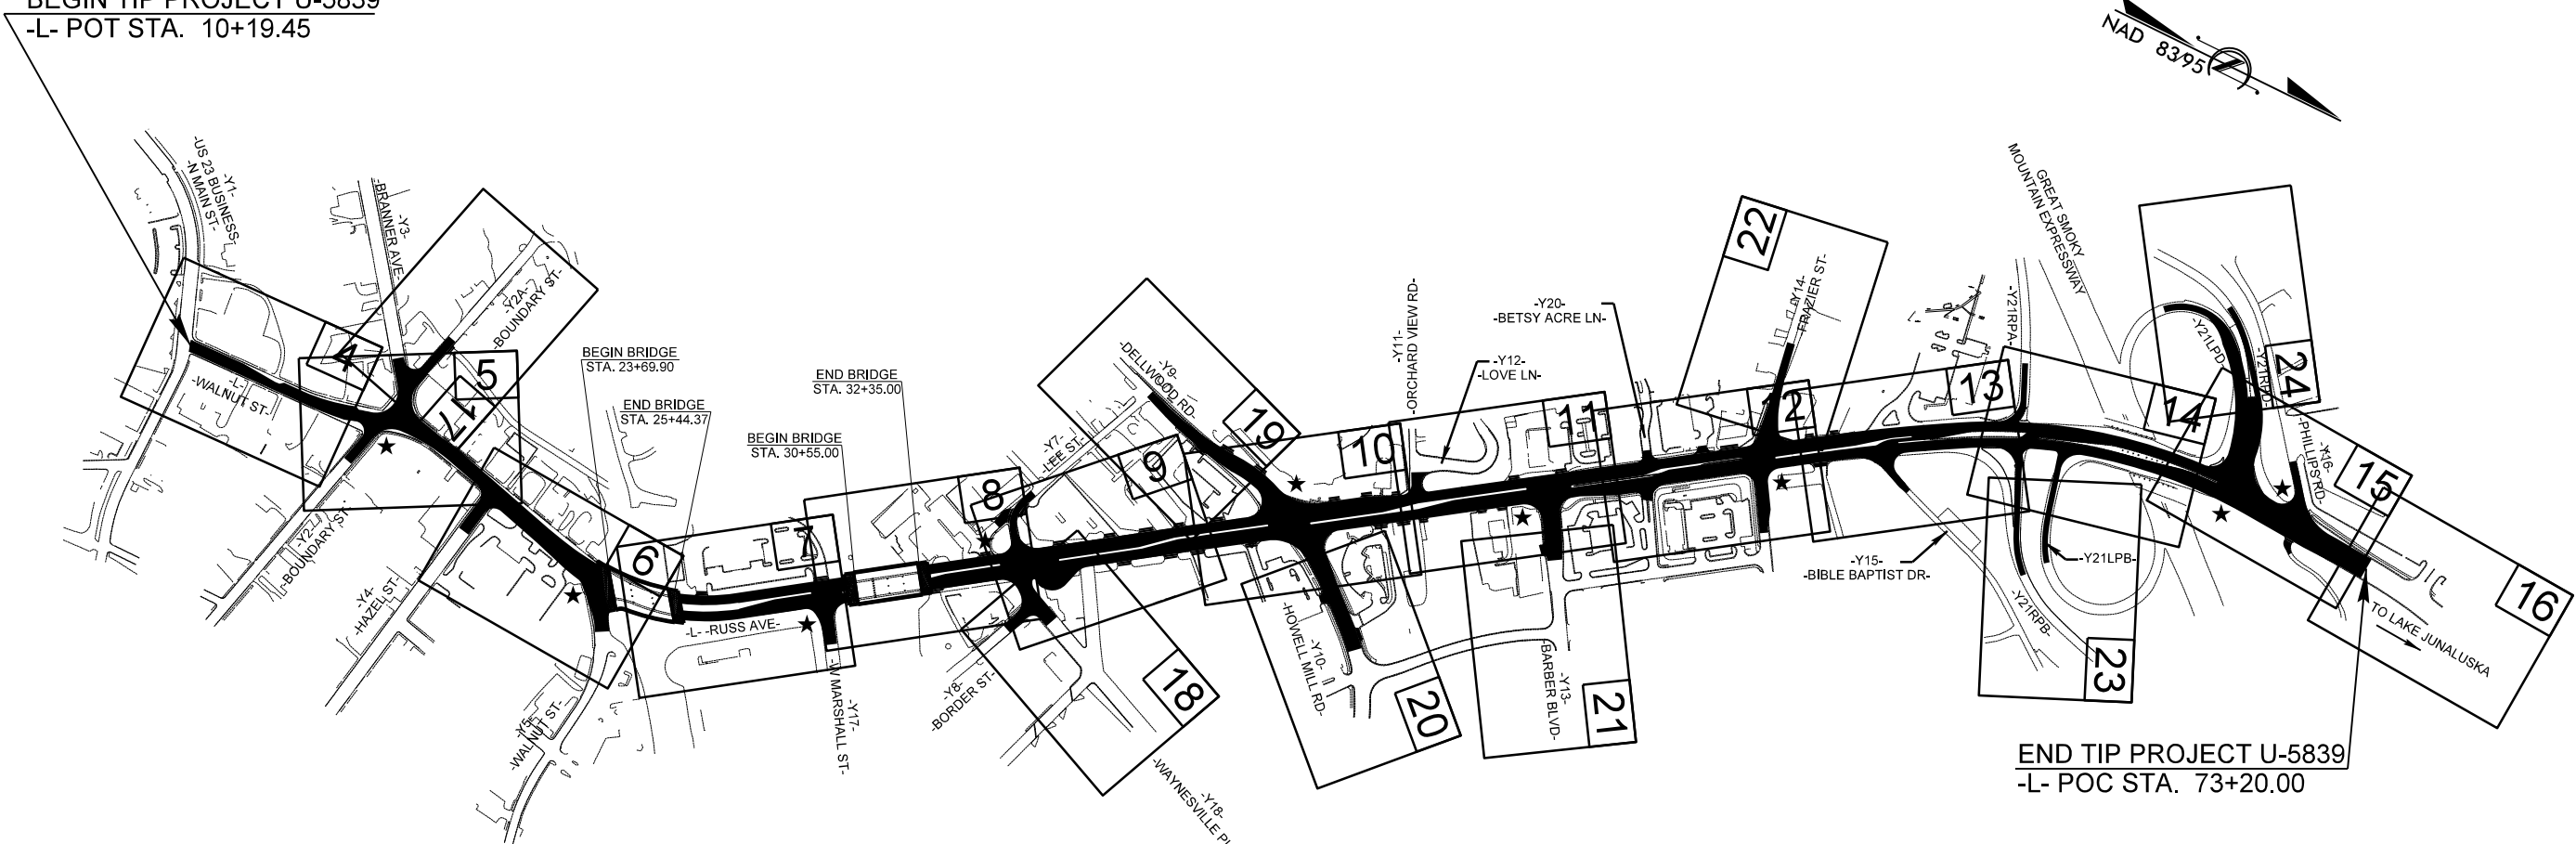 BEGIN TIP PROJECT U-5839
-L- POT STA. 10+19.45
NAD 83/95
-Y1-
-US 23 BUSINESS-
-N MAIN ST-
-Y3-
-BRANNER AVE-
-Y2A-
-BOUNDARY ST-
4
5
17
-L-
-WALNUT ST-
-Y2-
-BOUNDARY ST-
-Y4-
-HAZEL ST-
BEGIN BRIDGE
STA. 23+69.90
END BRIDGE
STA. 25+44.37
6
-Y5-
-WALNUT ST-
-L- -RUSS AVE-
7
BEGIN BRIDGE
STA. 30+55.00
END BRIDGE
STA. 32+35.00
-Y17-
-W MARSHALL ST-
8
-Y7-
-LEE ST-
-Y8-
-BORDER ST-
9
18
-Y18-
-WAYNESVILLE
-Y9-
-DELLWOOD RD-
19
10
-Y10-
-HOWELL MILL RD-
20
-Y11-
-ORCHARD VIEW RD-
-Y12-
-LOVE LN-
11
-Y13-
-BARBER BLVD-
21
-Y20-
-BETSY ACRE LN-
22
-Y14-
-FRAZIER ST-
12
-Y15-
-BIBLE BAPTIST DR-
13
-Y21RPA-
GREAT SMOKY
MOUNTAIN EXPRESSWAY
14
-Y21LPB-
-Y21RPB-
23
-Y21LPD-
-Y21RPD-
24
-Y16-
-PHILLIPS RD-
15
16
TO LAKE JUNALUSKA
END TIP PROJECT U-5839
-L- POC STA. 73+20.00